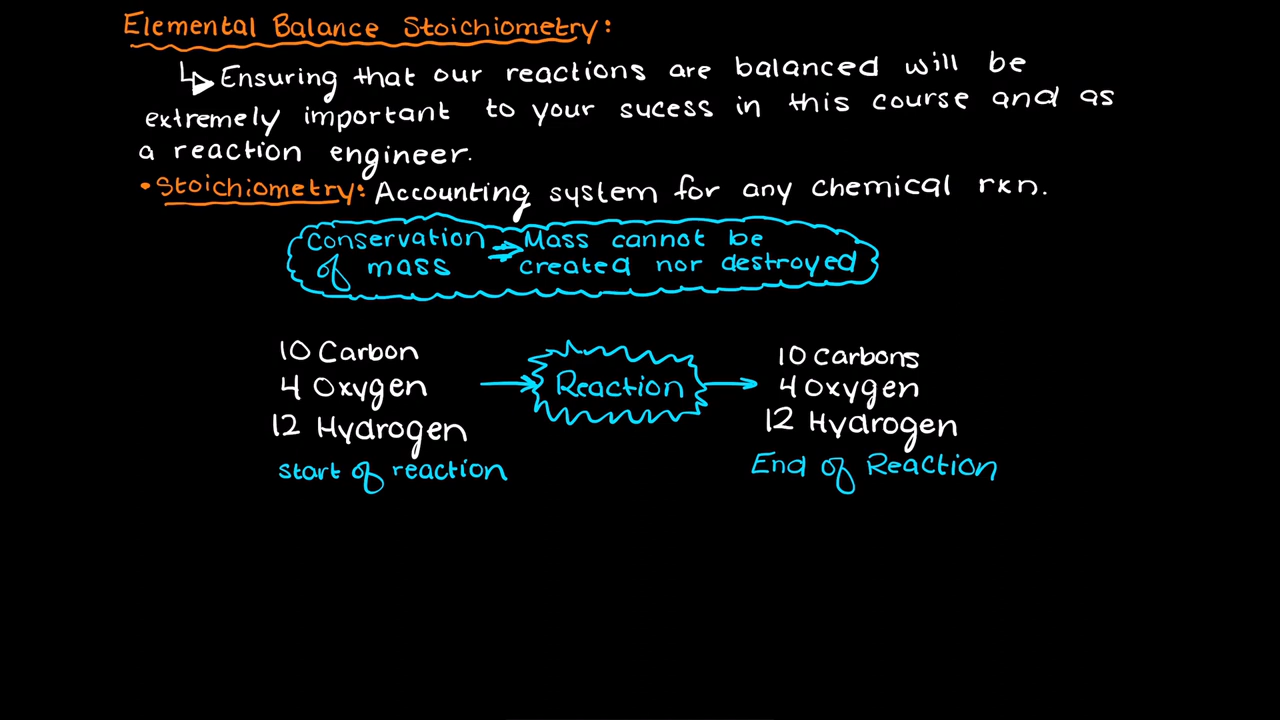 Elemental Balance Stoichiometry:
Ensuring that our reactions are balanced will be
extremely important to your sucess in this course and as
a reaction engineer.
• Stoichiometry: Accounting system for any chemical rxn.
Conservation of mass ⇒ Mass cannot be
created nor destroyed
10 Carbon
4 Oxygen
12 Hydrogen
start of reaction
Reaction
10 carbons
4 Oxygen
12 Hydrogen
End of Reaction